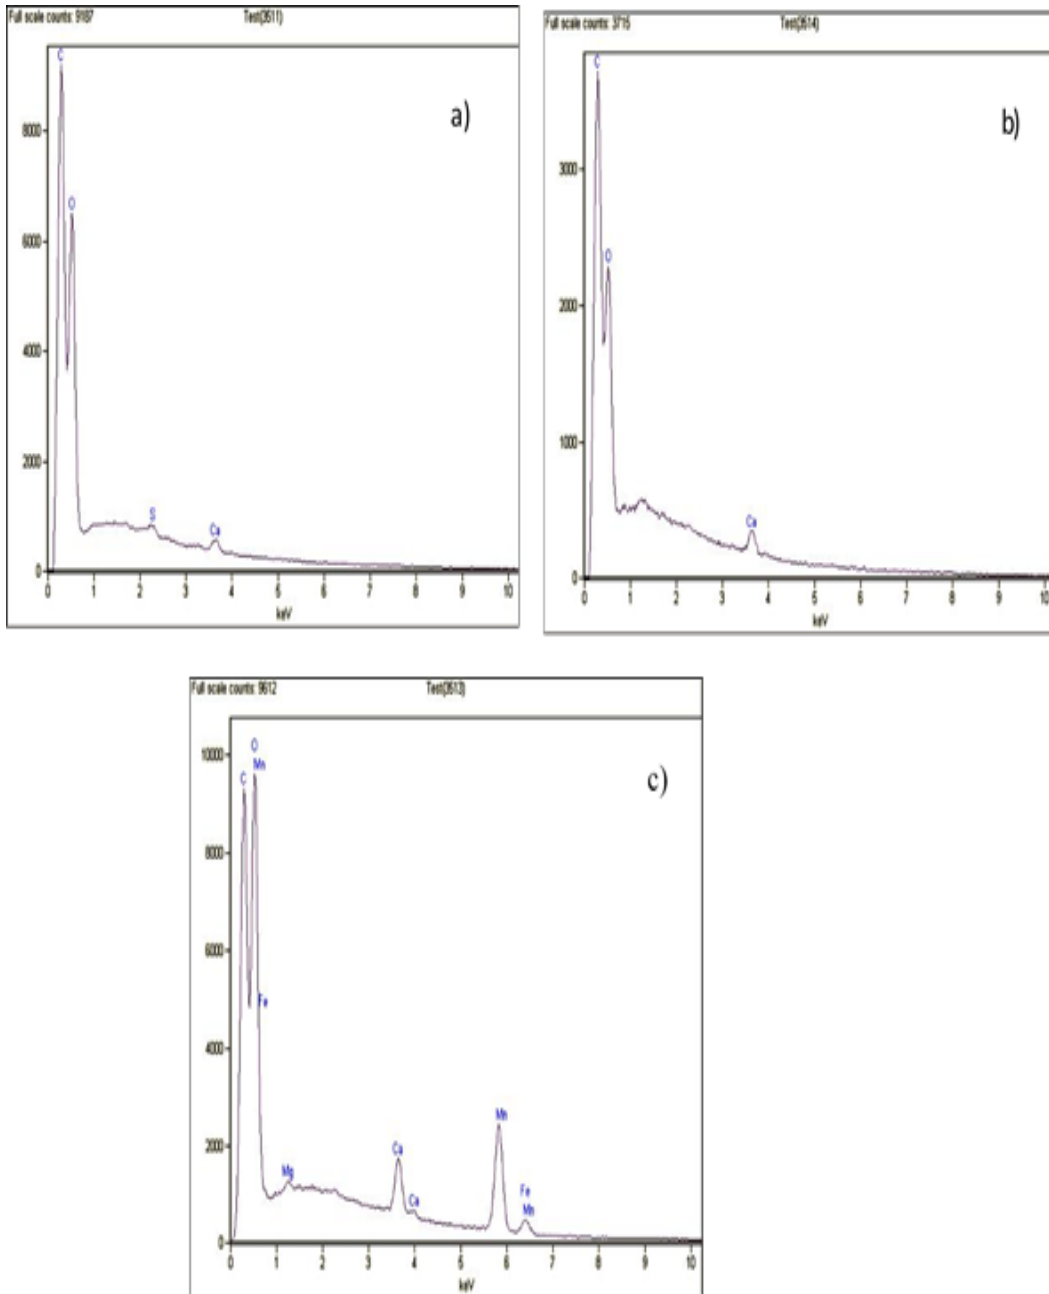 Full scale counts: 9187 Test(3511)
a)
C
O
S
Ca
8000
6000
4000
2000
0
0 1 2 3 4 5 6 7 8 9 10
keV
Full scale counts: 3715 Test(3514)
b)
C
O
Ca
3000
2000
1000
0
0 1 2 3 4 5 6 7 8 9 10
keV
Full scale counts: 9612 Test(3513)
c)
O
C Mn
Fe
Mg
Ca
Ca
Mn
Fe
Mn
10000
8000
6000
4000
2000
0
0 1 2 3 4 5 6 7 8 9 10
keV